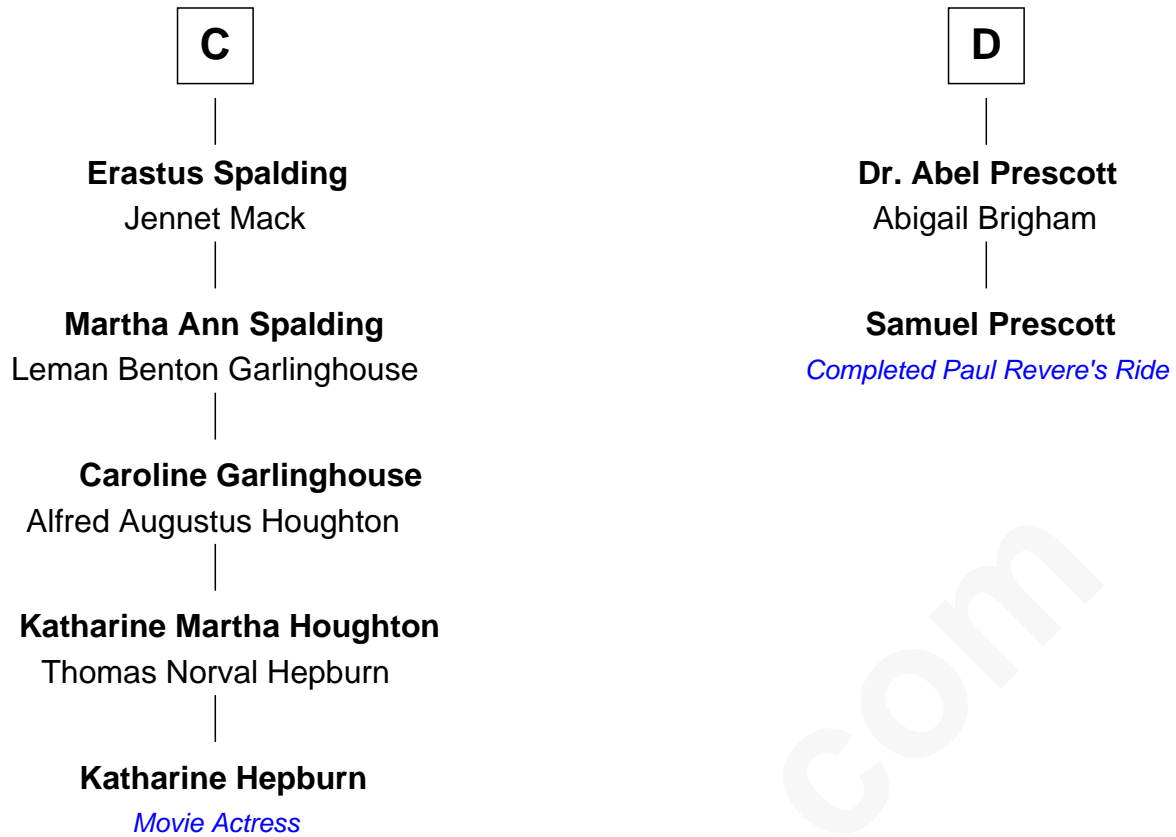 C
Erastus Spalding
Jennet Mack
Martha Ann Spalding
Leman Benton Garlinghouse
Caroline Garlinghouse
Alfred Augustus Houghton
Katharine Martha Houghton
Thomas Norval Hepburn
Katharine Hepburn
Movie Actress
D
Dr. Abel Prescott
Abigail Brigham
Samuel Prescott
Completed Paul Revere's Ride
com